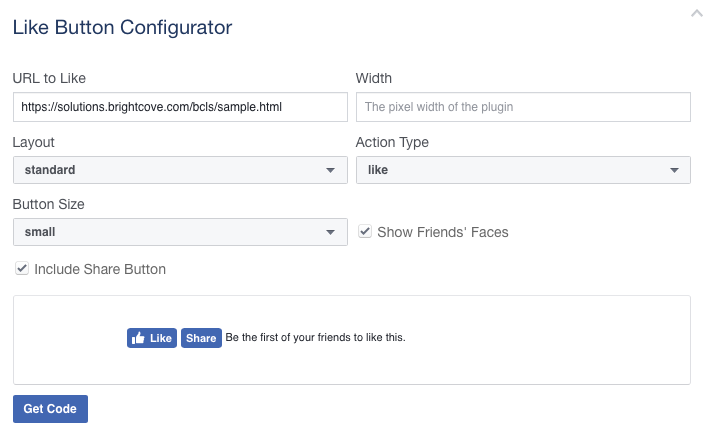 Like Button Configurator
URL to Like
Width
https://solutions.brightcove.com/bcls/sample.html
The pixel width of the plugin
Layout
Action Type
standard
like
Button Size
small
Show Friends' Faces
Include Share Button
Like Share Be the first of your friends to like this.
Get Code